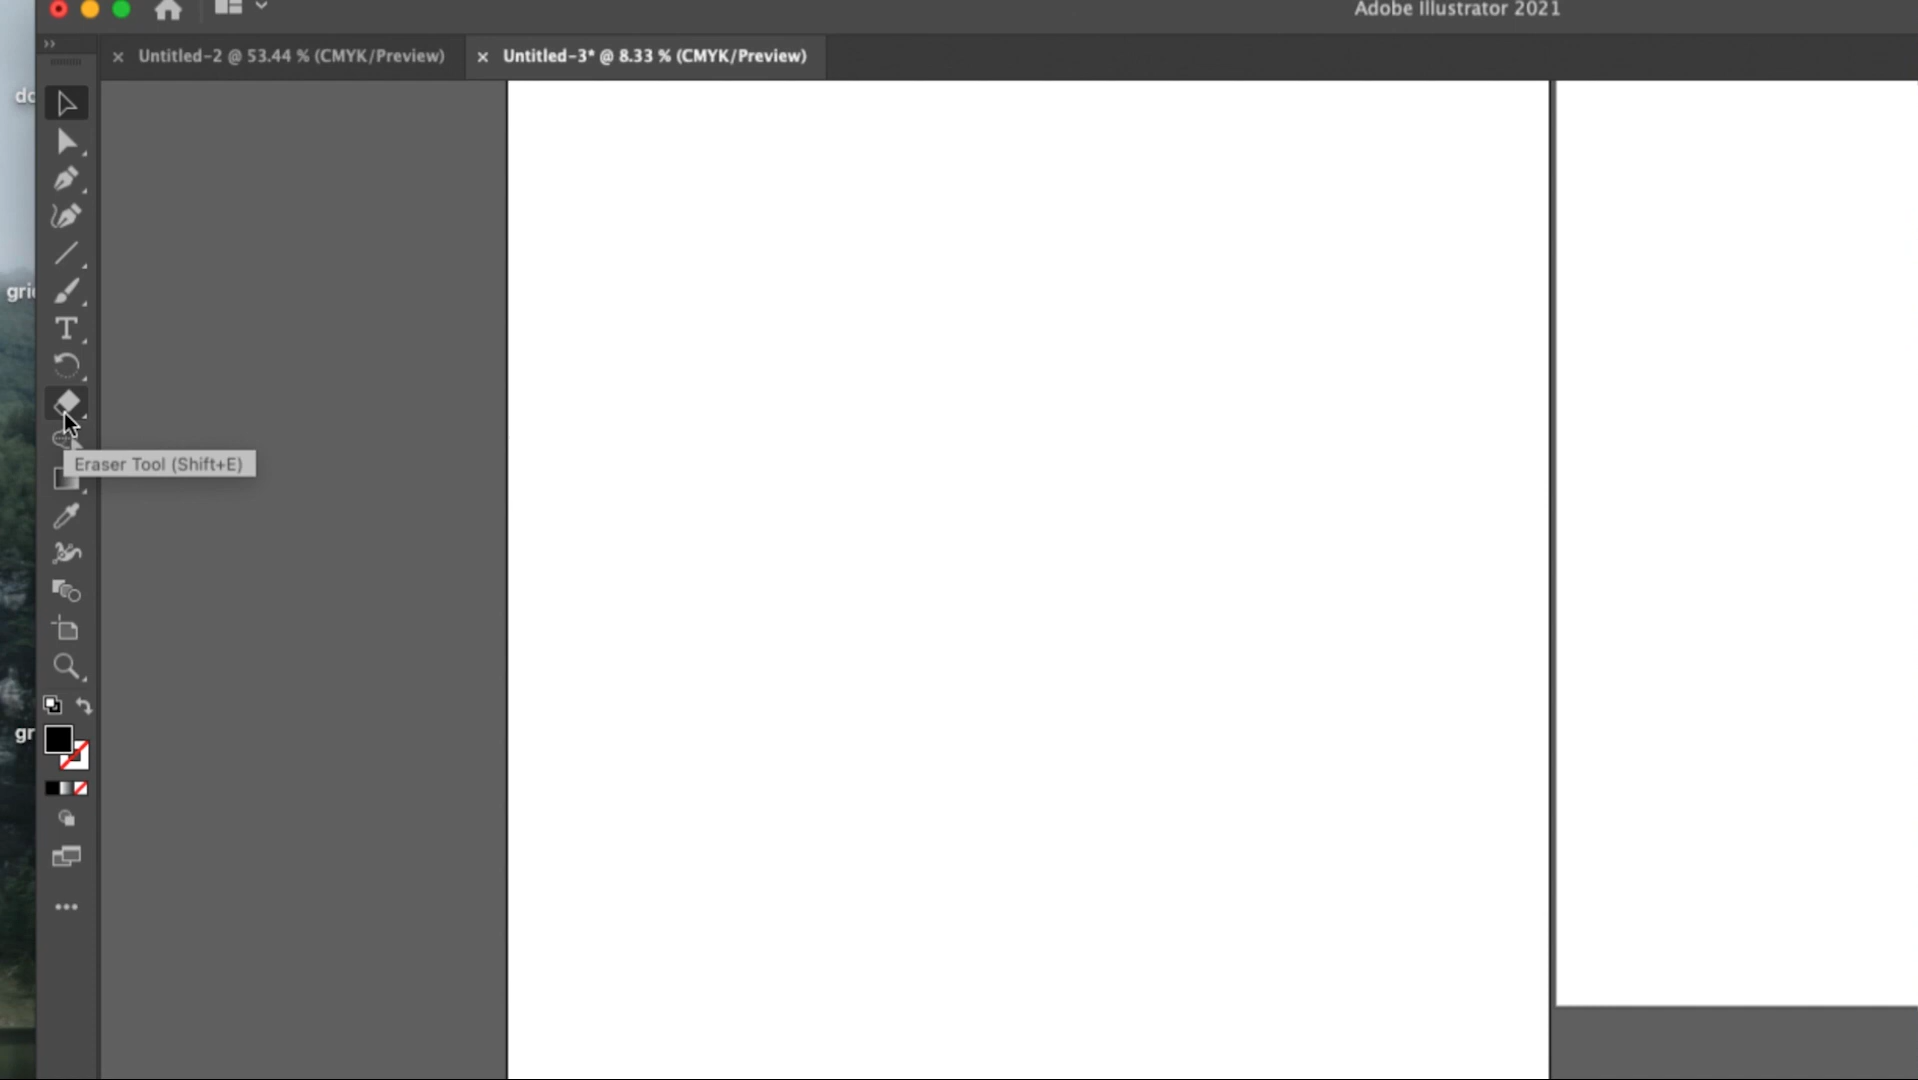 Adobe Illustrator 2021
Untitled-2 @ 53.44 % (CMYK/Preview)
Untitled-3* @ 8.33 % (CMYK/Preview)
Eraser Tool (Shift+E)